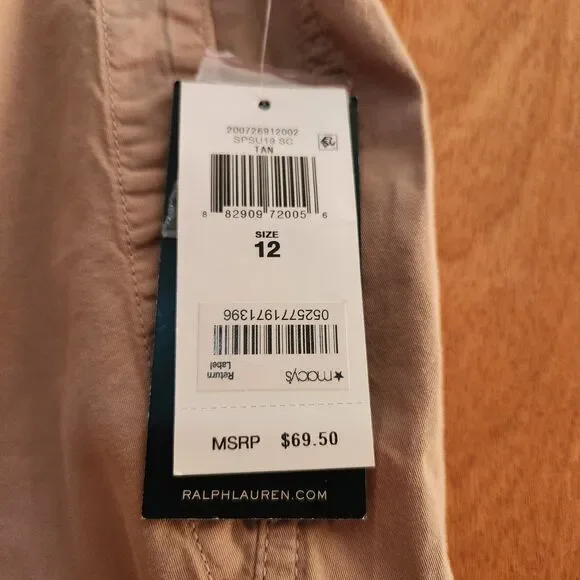 200726912002
SPSU19 SC
TAN
8 82909 72005 6
SIZE
12
★macy's
Return
Label
0525771971396
MSRP $69.50
RALPHLAUREN.COM